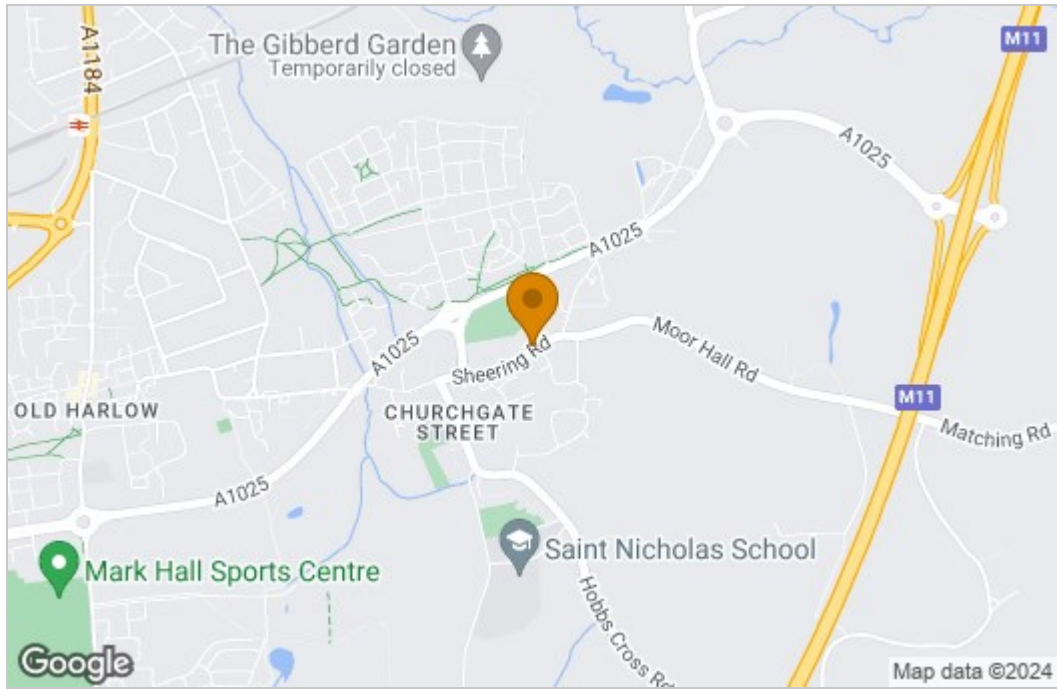 The Gibberd Garden
Temporarily closed
M11
A1184
A1025
A1025
A1025
Moor Hall Rd
Sheering Rd
M11
Matching Rd
OLD HARLOW
CHURCHGATE
STREET
A1025
Saint Nicholas School
Mark Hall Sports Centre
Hobbs Cross Rd
Google
Map data ©2024